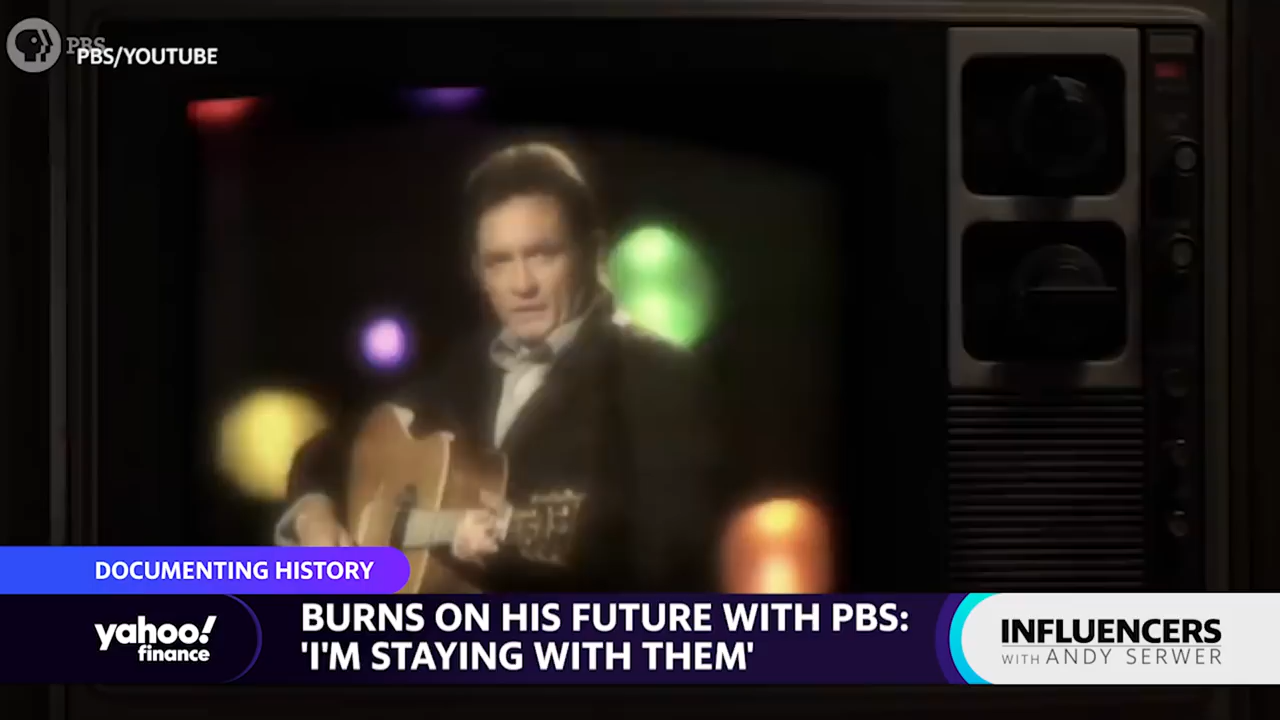 PBS
PBS/YOUTUBE
DOCUMENTING HISTORY
yahoo!
finance
BURNS ON HIS FUTURE WITH PBS:
'I'M STAYING WITH THEM'
INFLUENCERS
WITH ANDY SERWER